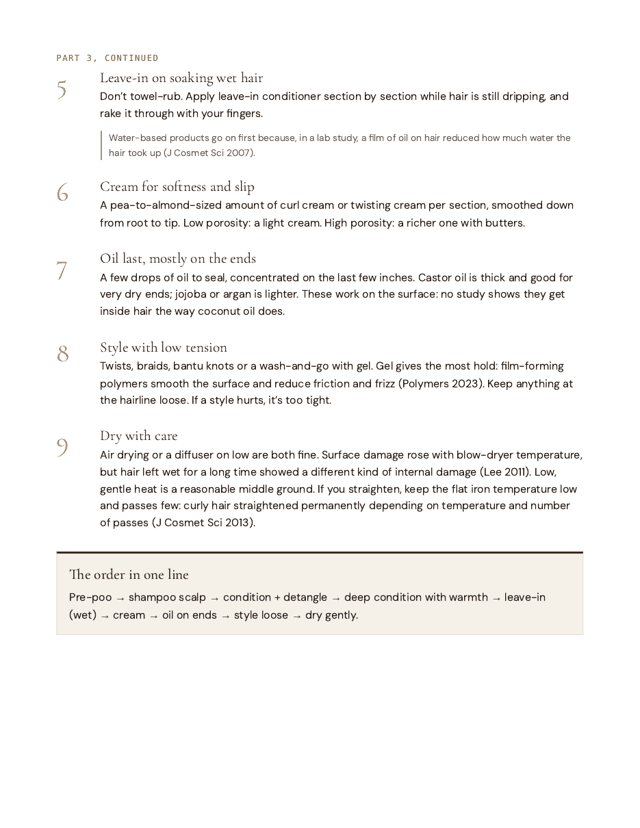 PART 3, CONTINUED
5
Leave-in on soaking wet hair
Don’t towel-rub. Apply leave-in conditioner section by section while hair is still dripping, and
rake it through with your fingers.
Water-based products go on first because, in a lab study, a film of oil on hair reduced how much water the
hair took up (J Cosmet Sci 2007).
6
Cream for softness and slip
A pea-to-almond-sized amount of curl cream or twisting cream per section, smoothed down
from root to tip. Low porosity: a light cream. High porosity: a richer one with butters.
7
Oil last, mostly on the ends
A few drops of oil to seal, concentrated on the last few inches. Castor oil is thick and good for
very dry ends; jojoba or argan is lighter. These work on the surface: no study shows they get
inside hair the way coconut oil does.
8
Style with low tension
Twists, braids, bantu knots or a wash-and-go with gel. Gel gives the most hold: film-forming
polymers smooth the surface and reduce friction and frizz (Polymers 2023). Keep anything at
the hairline loose. If a style hurts, it’s too tight.
9
Dry with care
Air drying or a diffuser on low are both fine. Surface damage rose with blow-dryer temperature,
but hair left wet for a long time showed a different kind of internal damage (Lee 2011). Low,
gentle heat is a reasonable middle ground. If you straighten, keep the flat iron temperature low
and passes few: curly hair straightened permanently depending on temperature and number
of passes (J Cosmet Sci 2013).
The order in one line
Pre-poo → shampoo scalp → condition + detangle → deep condition with warmth → leave-in
(wet) → cream → oil on ends → style loose → dry gently.